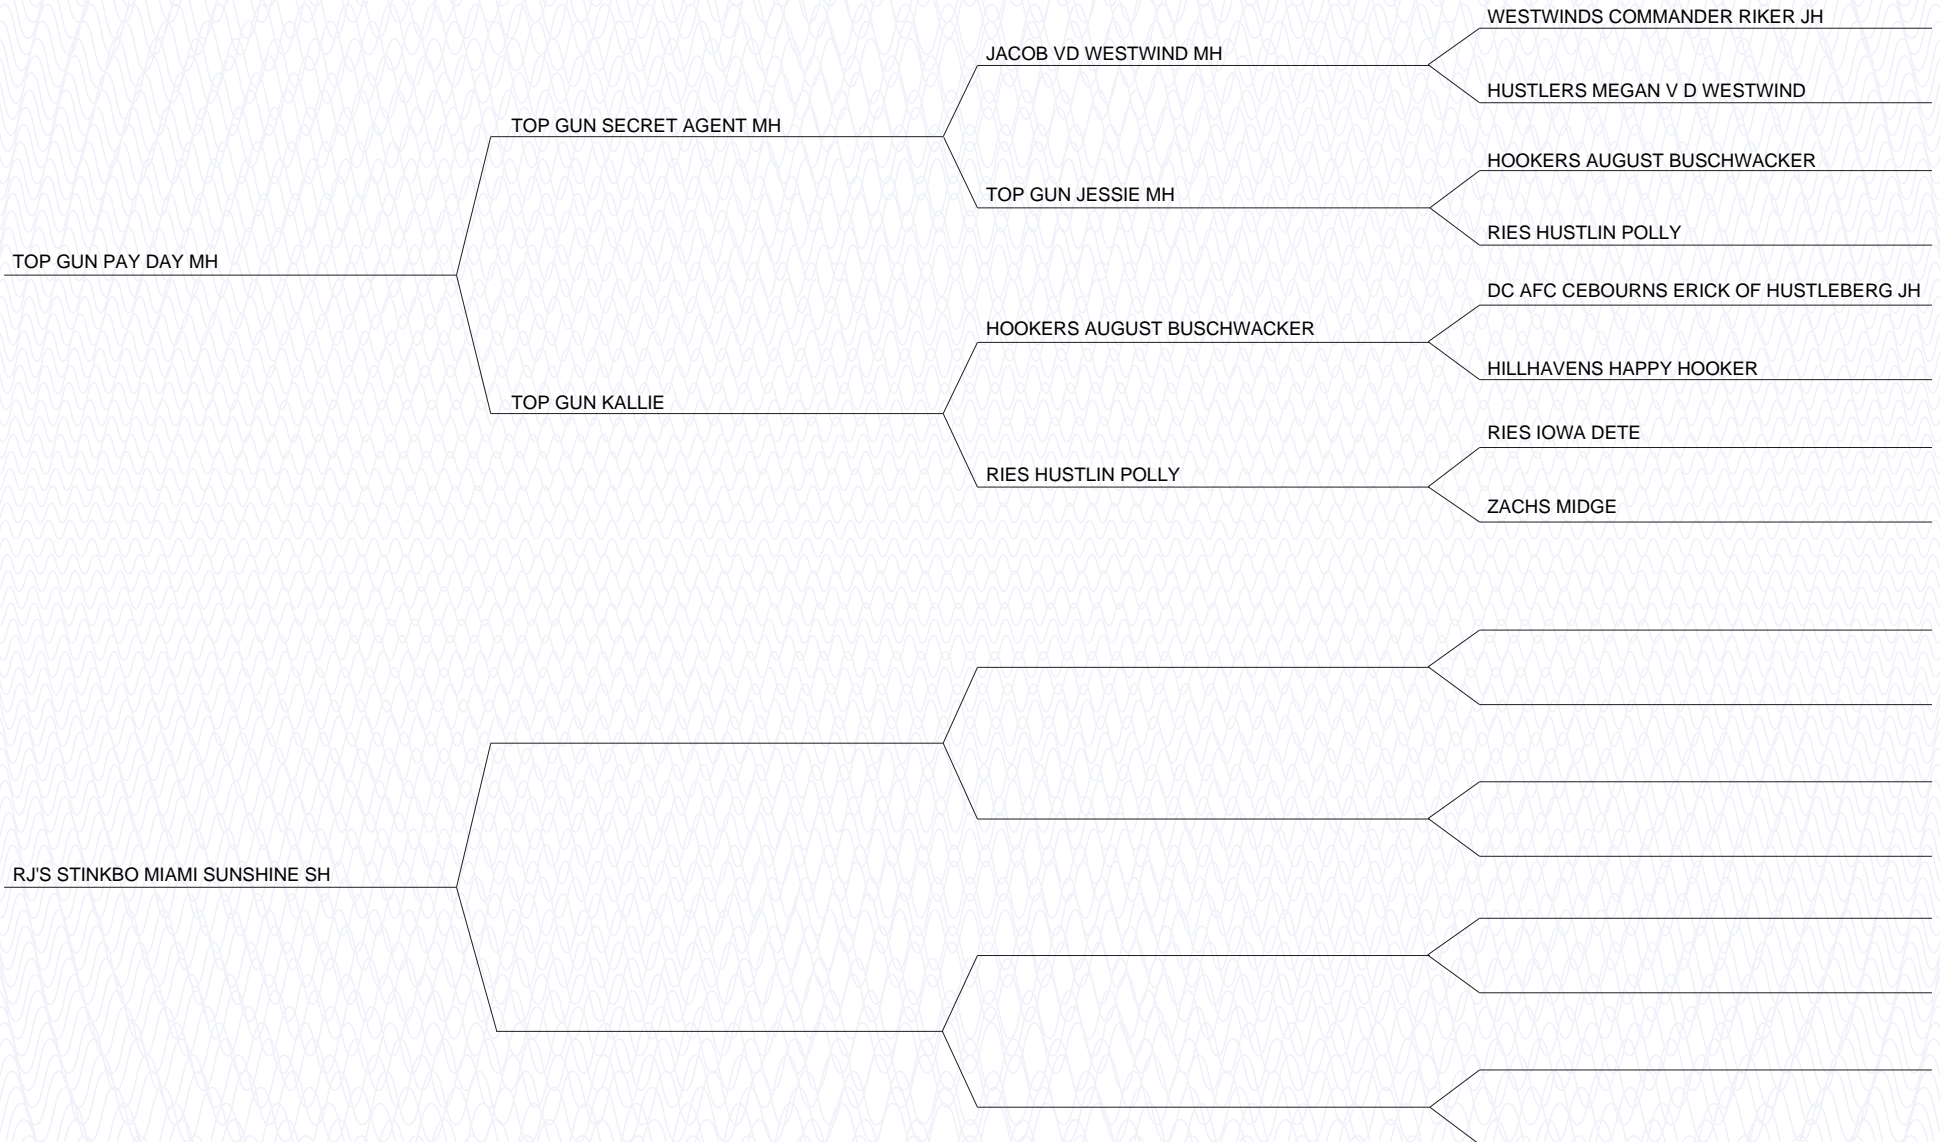 WESTWINDS COMMANDER RIKER JH
JACOB VD WESTWIND MH
HUSTLERS MEGAN V D WESTWIND
TOP GUN SECRET AGENT MH
HOOKERS AUGUST BUSCHWACKER
TOP GUN JESSIE MH
RIES HUSTLIN POLLY
TOP GUN PAY DAY MH
DC AFC CEBOURNS ERICK OF HUSTLEBERG JH
HOOKERS AUGUST BUSCHWACKER
HILLHAVENS HAPPY HOOKER
TOP GUN KALLIE
RIES IOWA DETE
RIES HUSTLIN POLLY
ZACHS MIDGE
RJ'S STINKBO MIAMI SUNSHINE SH